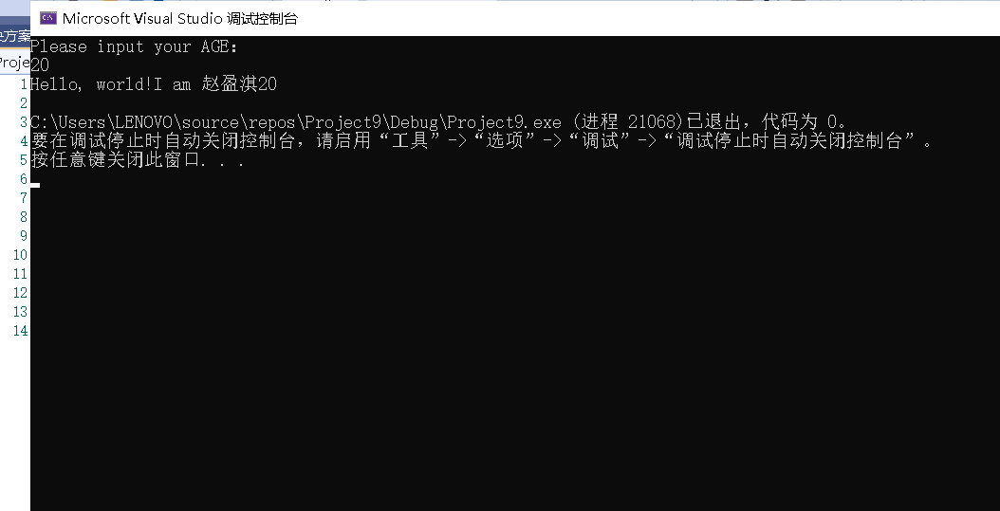 Microsoft Visual Studio 调试控制台
Please input your AGE:
20
Hello, world!I am 赵盈淇20
C:\Users\LENOVO\source\repos\Project9\Debug\Project9.exe (进程 21068)已退出，代码为 0。
要在调试停止时自动关闭控制台，请启用“工具”->“选项”->“调试”->“调试停止时自动关闭控制台”。
按任意键关闭此窗口. . .
方案
Proje
1
2
3
4
5
6
7
8
9
10
11
12
13
14